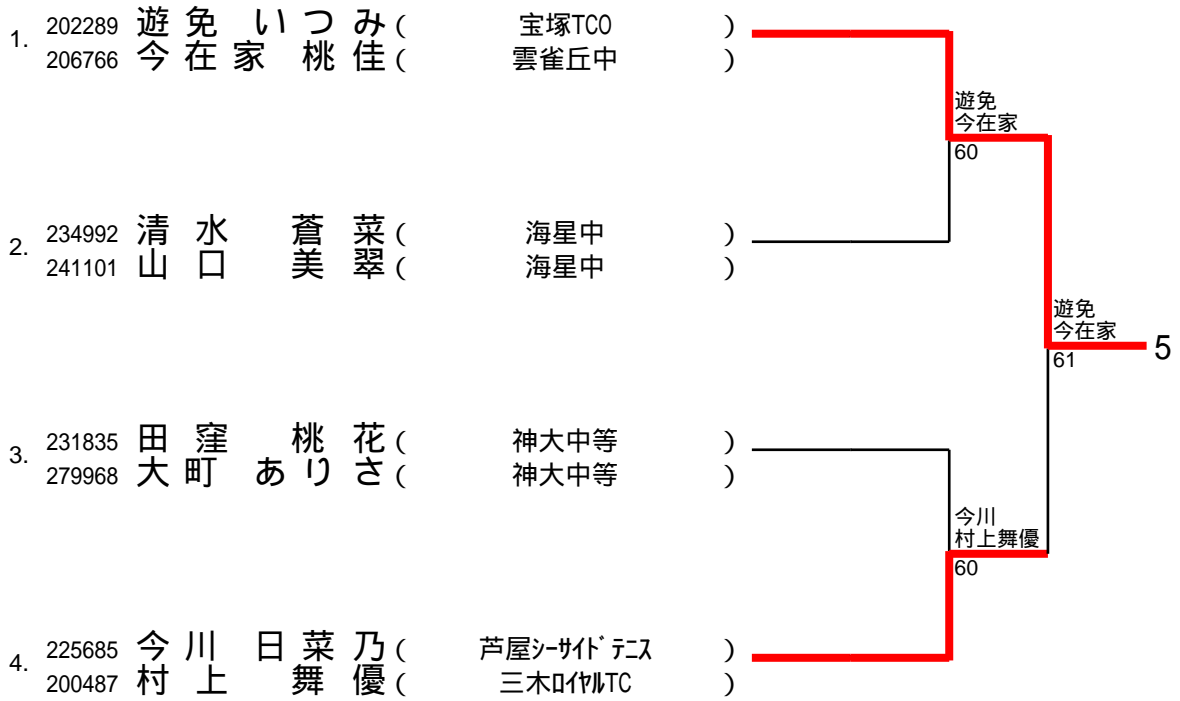 1. 202289 遊免 いつみ ( 宝塚TCO )
206766 今在家 桃佳 ( 雲雀丘中 )
遊免
今在家
60
2. 234992 清水 蒼菜 ( 海星中 )
241101 山口 美翠 ( 海星中 )
遊免
今在家
61
5
3. 231835 田窪 桃花 ( 神大中等 )
279968 大町 ありさ ( 神大中等 )
今川
村上舞優
60
4. 225685 今川 日菜乃 ( 芦屋ｼｰｻｲﾄﾞﾃﾆｽ )
200487 村上 舞優 ( 三木ﾛｲﾔﾙTC )